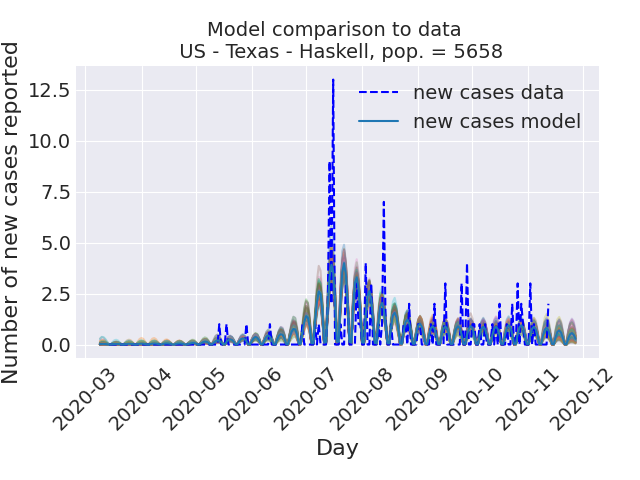 Model comparison to data
US - Texas - Haskell, pop. = 5658
Number of new cases reported
12.5
10.0
7.5
5.0
2.5
0.0
new cases data
new cases model
2020-03
2020-04
2020-05
2020-06
2020-07
2020-08
2020-09
2020-10
2020-11
2020-12
Day